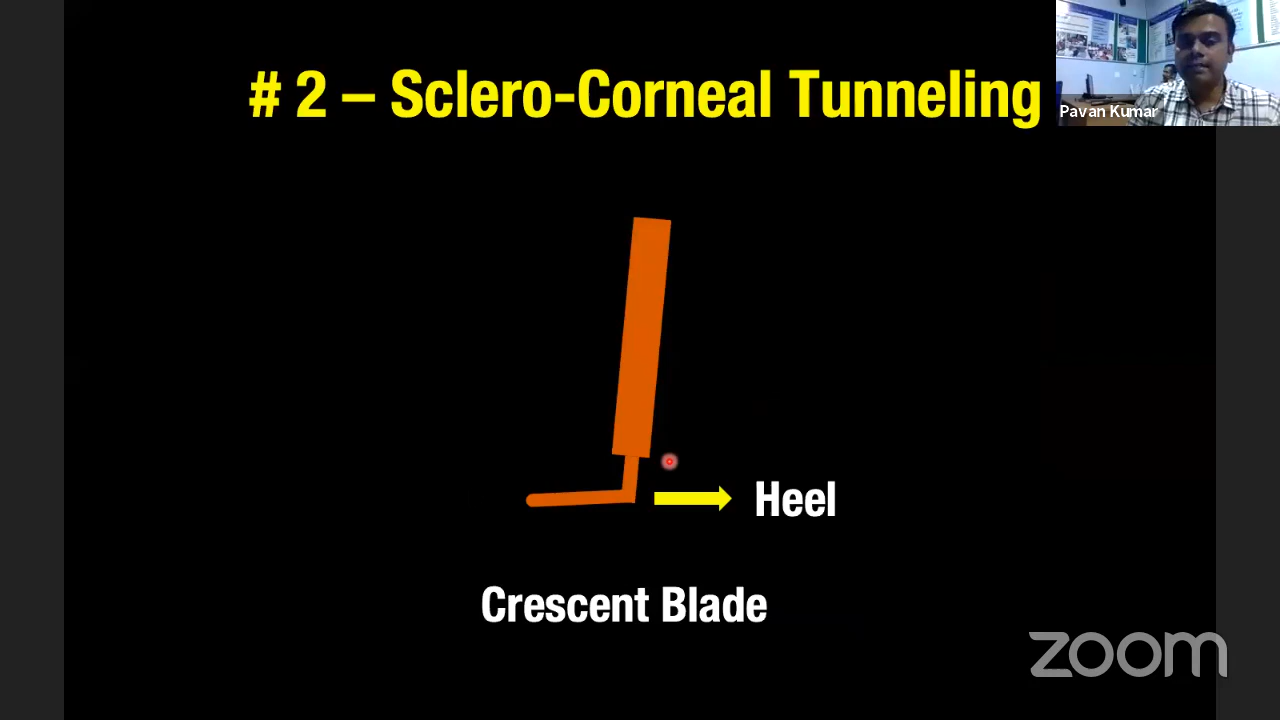 # 2 – Sclero-Corneal Tunneling
Pavan Kumar
Heel
Crescent Blade
zoom